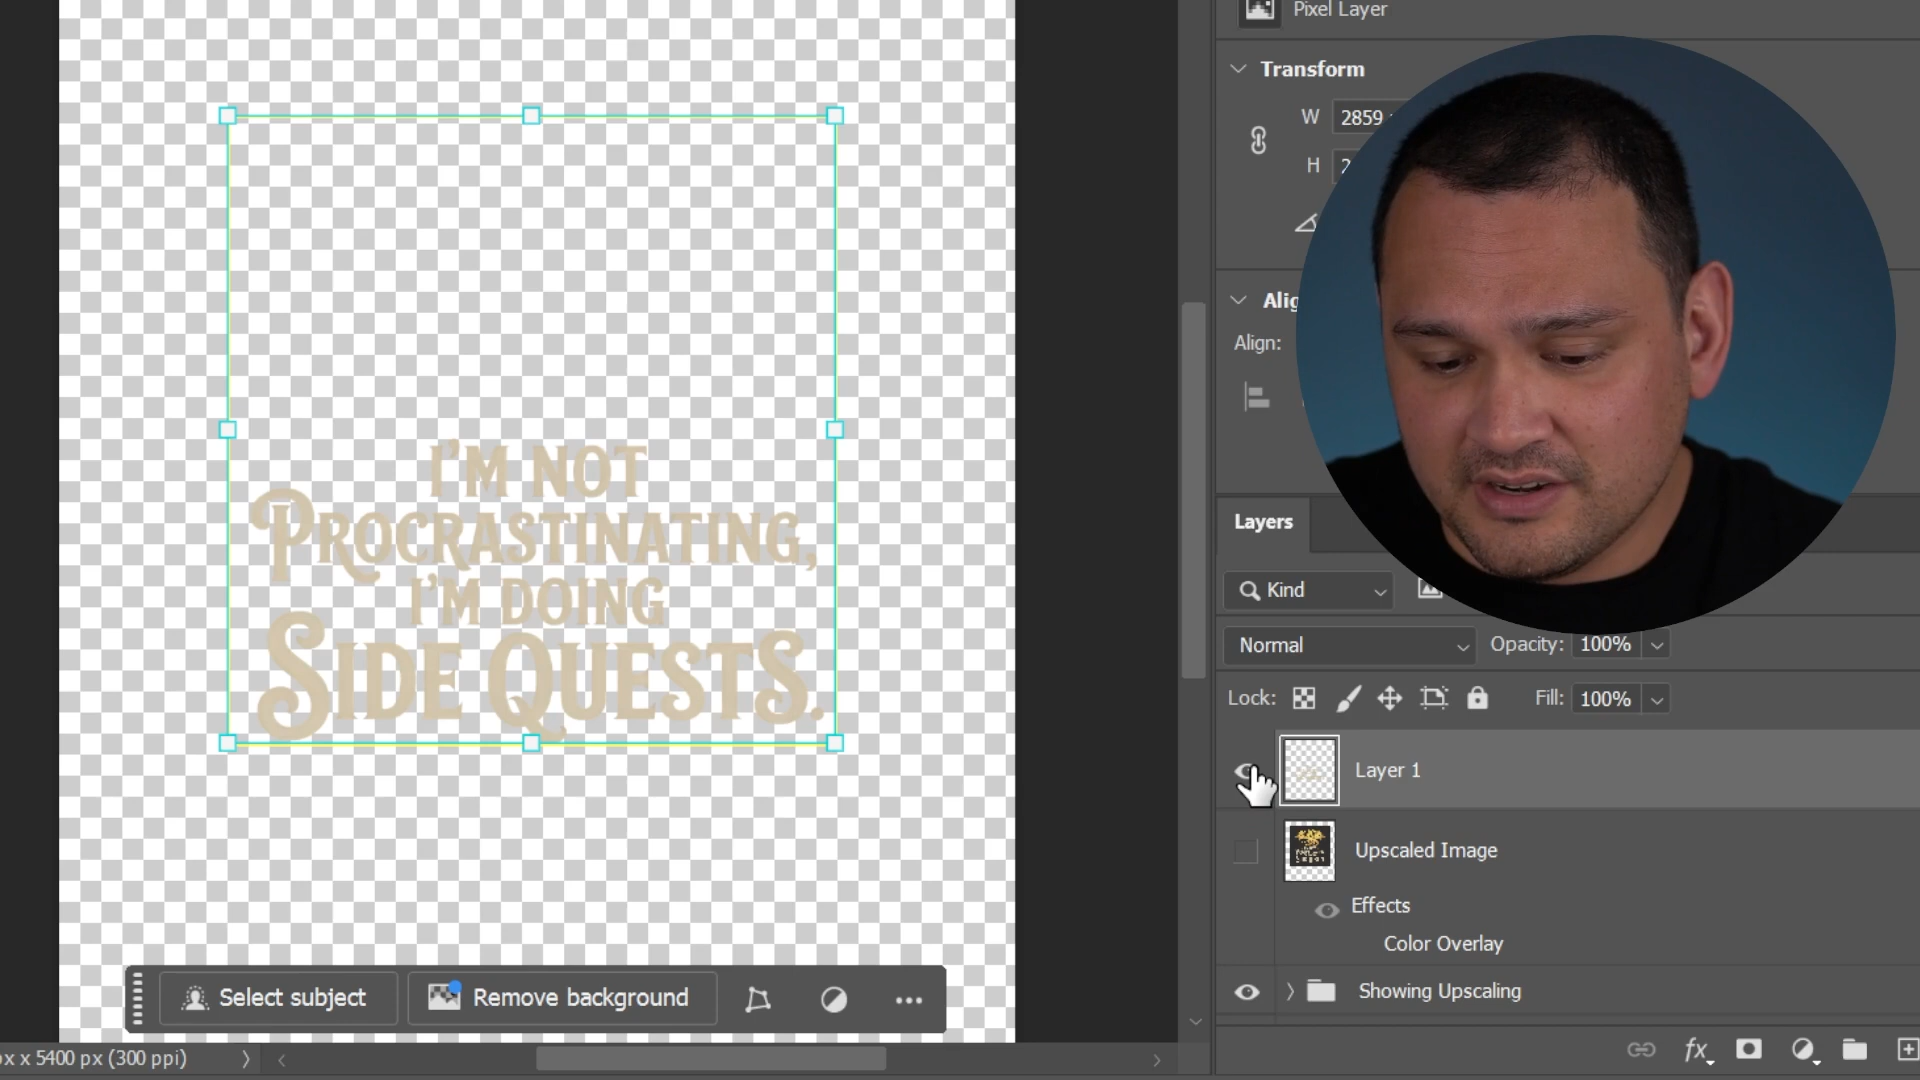 Pixel Layer
Transform
W 2859
H
Align:
I'M NOT
PROCRASTINATING,
I'M DOING
SIDE QUESTS.
Layers
Kind
Normal
Opacity: 100%
Lock:
Fill: 100%
Layer 1
Upscaled Image
Effects
Color Overlay
Showing Upscaling
Select subject
Remove background
px x 5400 px (300 ppi)
fx